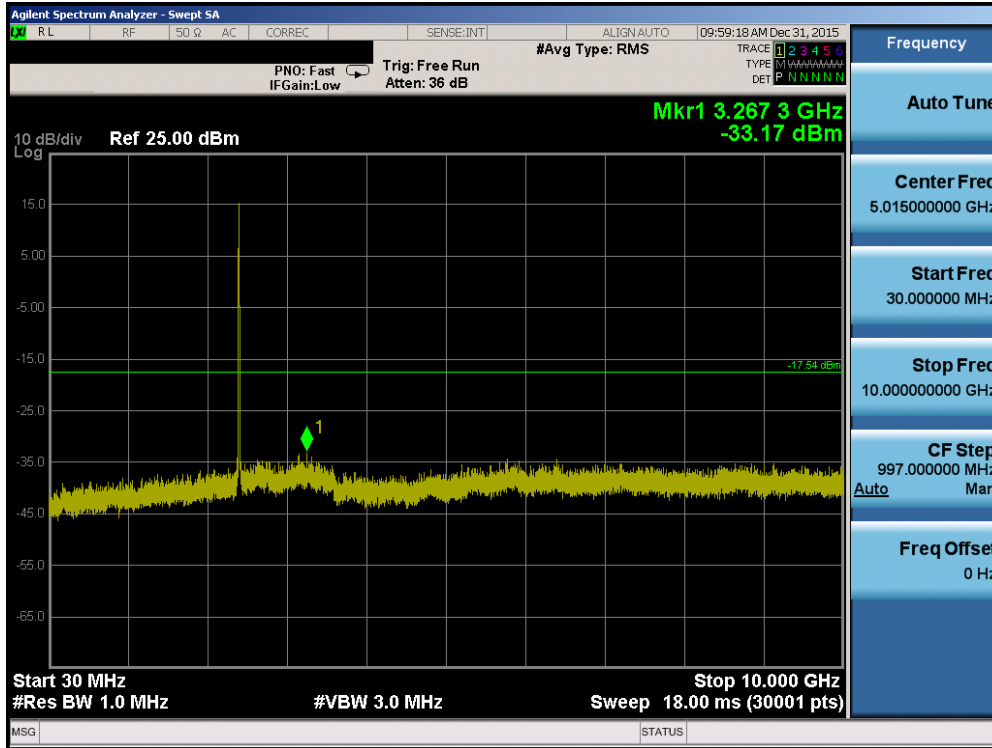 Agilent Spectrum Analyzer - Swept SA
LXI RL RF 50 Ω AC CORREC SENSE:INT ALIGN AUTO 09:59:18 AM Dec 31, 2015
#Avg Type: RMS TRACE 1 2 3 4 5 6
PNO: Fast Trig: Free Run TYPE
IFGain:Low Atten: 36 dB DET P N N N N N
Mkr1 3.267 3 GHz
-33.17 dBm
10 dB/div Ref 25.00 dBm
Log
15.0
5.00
-5.00
-15.0
-17.54 dBm
-25.0
1
-35.0
-45.0
-55.0
-65.0
Start 30 MHz Stop 10.000 GHz
#Res BW 1.0 MHz #VBW 3.0 MHz Sweep 18.00 ms (30001 pts)
MSG STATUS
Frequency
Auto Tune
Center Freq
5.015000000 GHz
Start Freq
30.000000 MHz
Stop Freq
10.000000000 GHz
CF Step
997.000000 MHz
Auto Man
Freq Offset
0 Hz